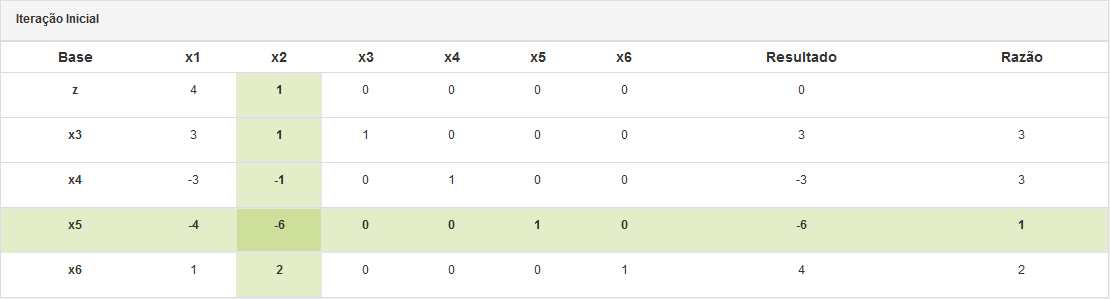 Iteração Inicial
Base x1 x2 x3 x4 x5 x6 Resultado Razão
z 4 1 0 0 0 0 0
x3 3 1 1 0 0 0 3 3
x4 -3 -1 0 1 0 0 -3 3
x5 -4 -6 0 0 1 0 -6 1
x6 1 2 0 0 0 1 4 2